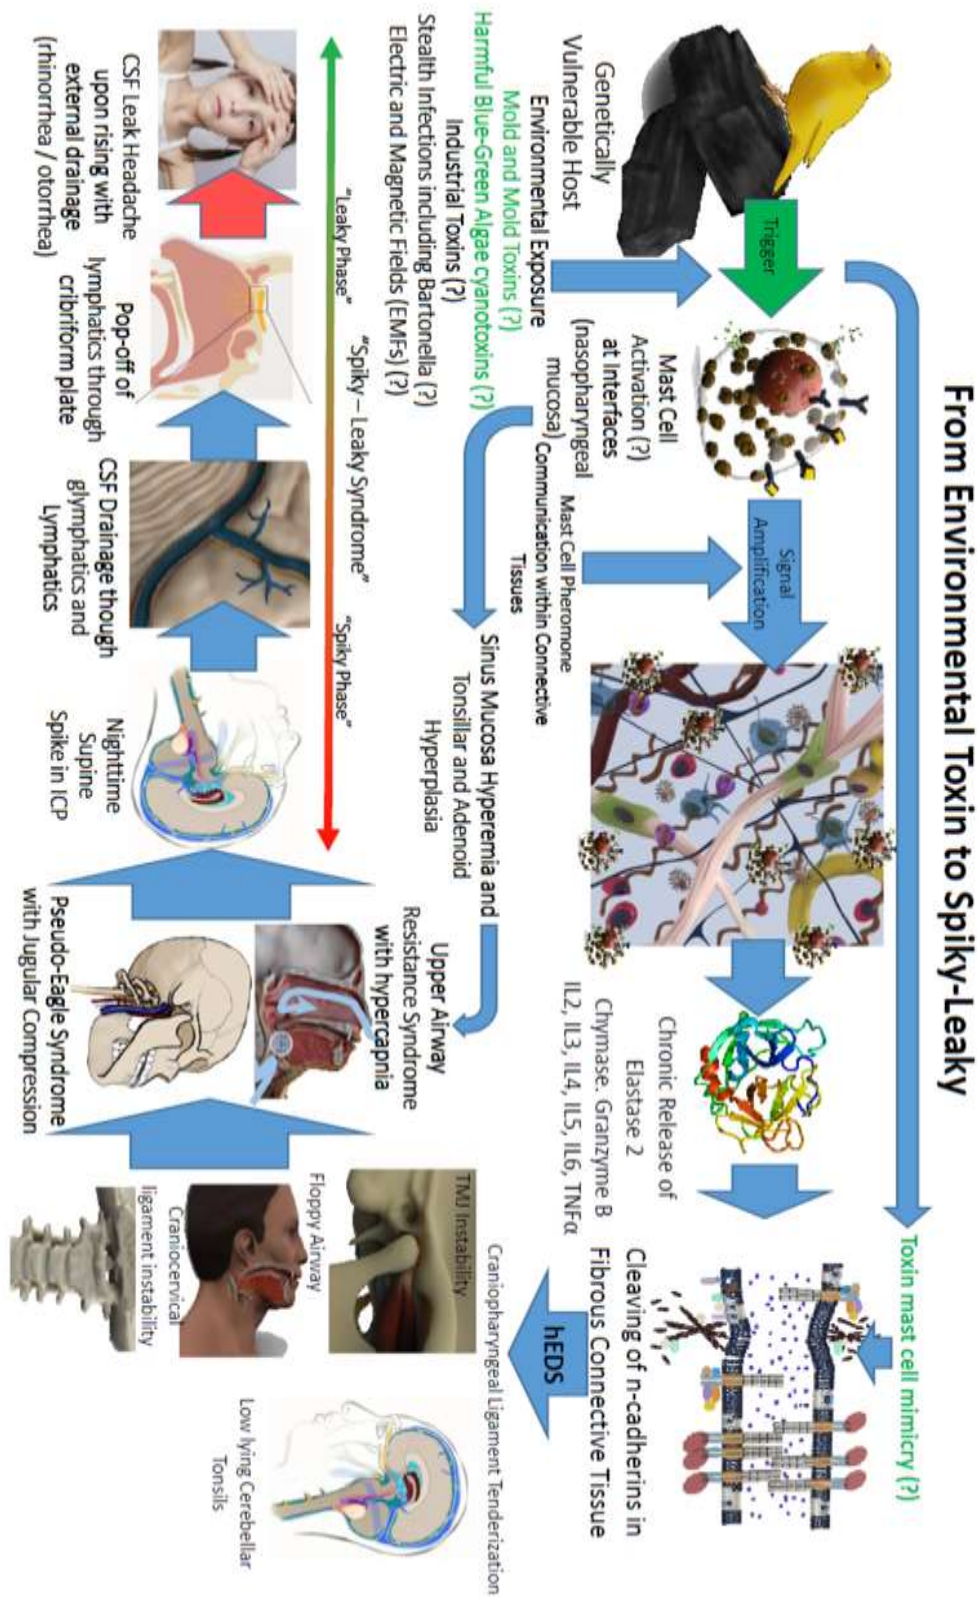 From Environmental Toxin to Spiky-Leaky
Genetically
Vulnerable Host
Trigger
Environmental Exposure
Mold and Mold Toxins (?)
Harmful Blue-Green Algae cyanotoxins (?)
Industrial Toxins (?)
Stealth Infections including Bartonella (?)
Electric and Magnetic Fields (EMFs) (?)
Mast Cell
Activation (?)
at Interfaces
(nasopharyngeal
mucosa)
Signal
Amplification
Mast Cell Pheromone
Communication within Connective
Tissues
Chronic Release of
Chymase. Granzyme B
Elastase 2
IL2, IL3, IL4, IL5, IL6, TNFα
Toxin mast cell mimicry (?)
Cleaving of n-cadherins in
Fibrous Connective Tissue
hEDS
Craniopharyngeal Ligament Tenderization
TMJ Instability
Floppy Airway
Craniocervical
ligament instability
Low lying Cerebellar
Tonsils
Sinus Mucosa Hyperemia and
Tonsillar and Adenoid
Hyperplasia
Upper Airway
Resistance Syndrome
with hypercapnia
Pseudo-Eagle Syndrome
with Jugular Compression
"Spiky – Leaky Syndrome"
"Leaky Phase"
"Spiky Phase"
Nighttime
Supine
Spike in ICP
CSF Drainage though
glymphatics and
Lymphatics
Pop-off of
lymphatics through
cribriform plate
CSF Leak Headache
upon rising with
external drainage
(rhinorrhea / otorrhea)